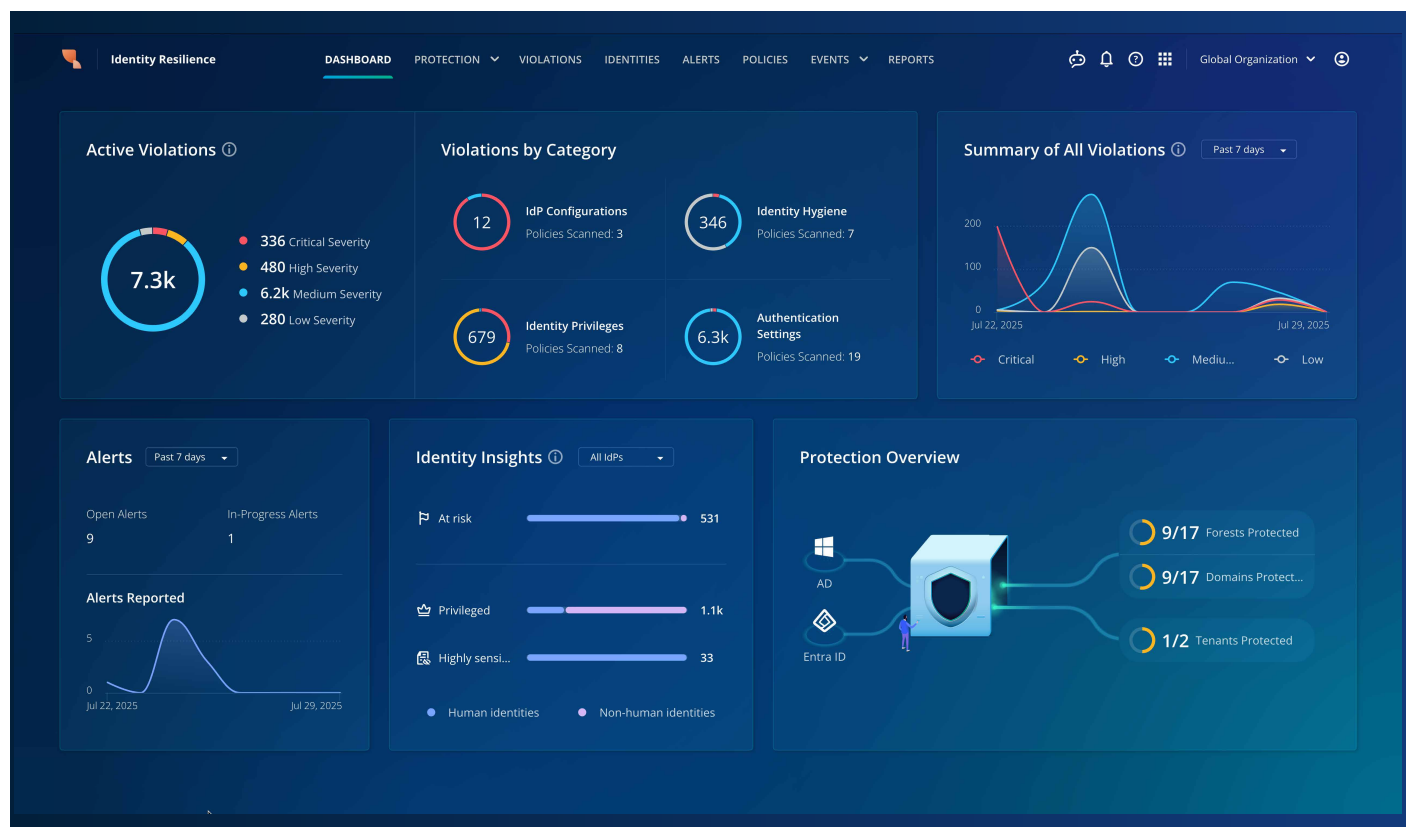 Identity Resilience
DASHBOARD
PROTECTION
VIOLATIONS
IDENTITIES
ALERTS
POLICIES
EVENTS
REPORTS
Global Organization
Active Violations
7.3k
336 Critical Severity
480 High Severity
6.2k Medium Severity
280 Low Severity
Violations by Category
12
IdP Configurations
Policies Scanned: 3
346
Identity Hygiene
Policies Scanned: 7
679
Identity Privileges
Policies Scanned: 8
6.3k
Authentication
Settings
Policies Scanned: 19
Summary of All Violations
Past 7 days
200
100
0
Jul 22, 2025
Jul 29, 2025
Critical
High
Mediu...
Low
Alerts
Past 7 days
Open Alerts
9
In-Progress Alerts
1
Alerts Reported
5
0
Jul 22, 2025
Jul 29, 2025
Identity Insights
All IdPs
At risk
531
Privileged
1.1k
Highly sensi...
33
Human identities
Non-human identities
Protection Overview
AD
Entra ID
9/17 Forests Protected
9/17 Domains Protect...
1/2 Tenants Protected